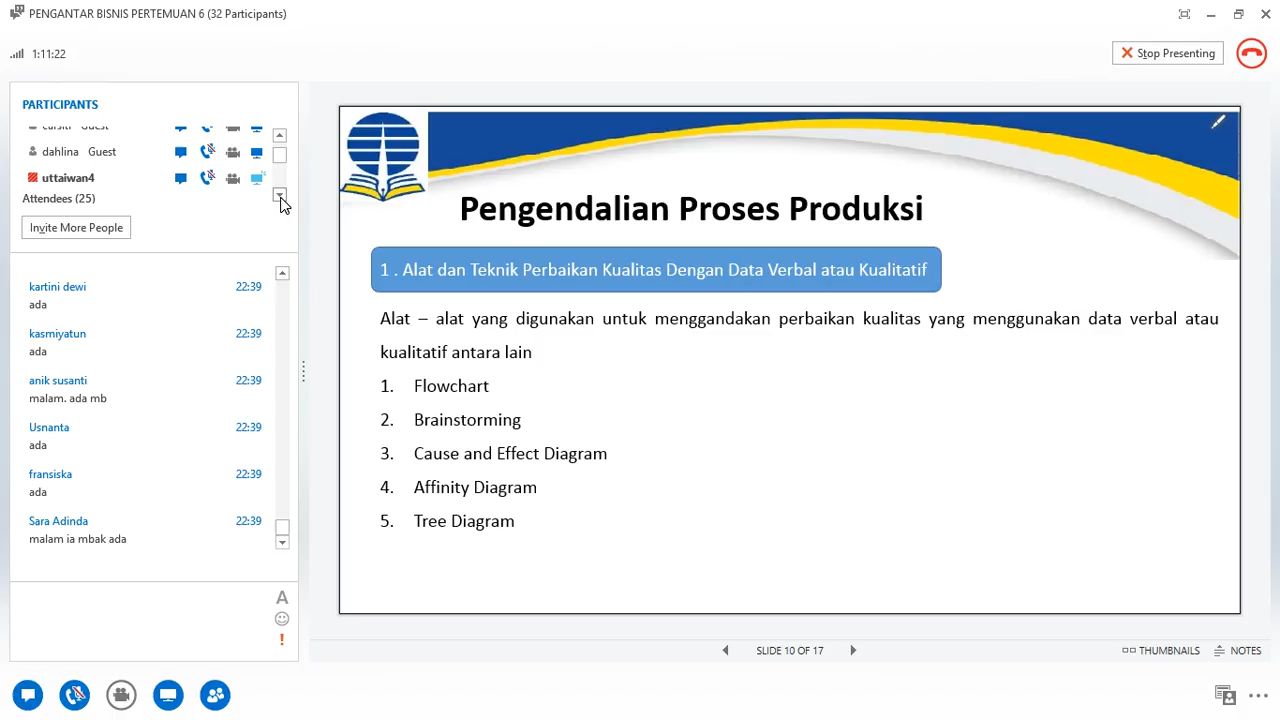 PENGANTAR BISNIS PERTEMUAN 6 (32 Participants)
1:11:22
Stop Presenting
PARTICIPANTS
Guest
dahlina Guest
uttaiwan4
Attendees (25)
Invite More People
kartini dewi 22:39
ada
kasmiyatun 22:39
ada
anik susanti 22:39
malam. ada mb
Usnanta 22:39
ada
fransiska 22:39
ada
Sara Adinda 22:39
malam ia mbak ada
A
Pengendalian Proses Produksi
1 . Alat dan Teknik Perbaikan Kualitas Dengan Data Verbal atau Kualitatif
Alat – alat yang digunakan untuk menggandakan perbaikan kualitas yang menggunakan data verbal atau
kualitatif antara lain
1. Flowchart
2. Brainstorming
3. Cause and Effect Diagram
4. Affinity Diagram
5. Tree Diagram
SLIDE 10 OF 17
THUMBNAILS
NOTES